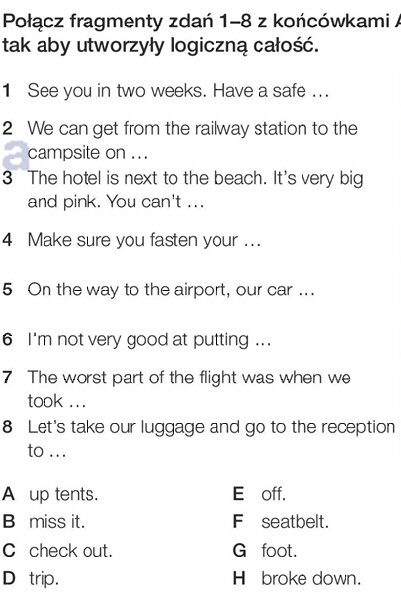 Połącz fragmenty zdań 1–8 z końcówkami A
tak aby utworzyły logiczną całość.
1 See you in two weeks. Have a safe …
2 We can get from the railway station to the
campsite on …
3 The hotel is next to the beach. It's very big
and pink. You can't …
4 Make sure you fasten your …
5 On the way to the airport, our car …
6 I'm not very good at putting …
7 The worst part of the flight was when we
took …
8 Let's take our luggage and go to the reception
to …
A up tents.
B miss it.
C check out.
D trip.
E off.
F seatbelt.
G foot.
H broke down.